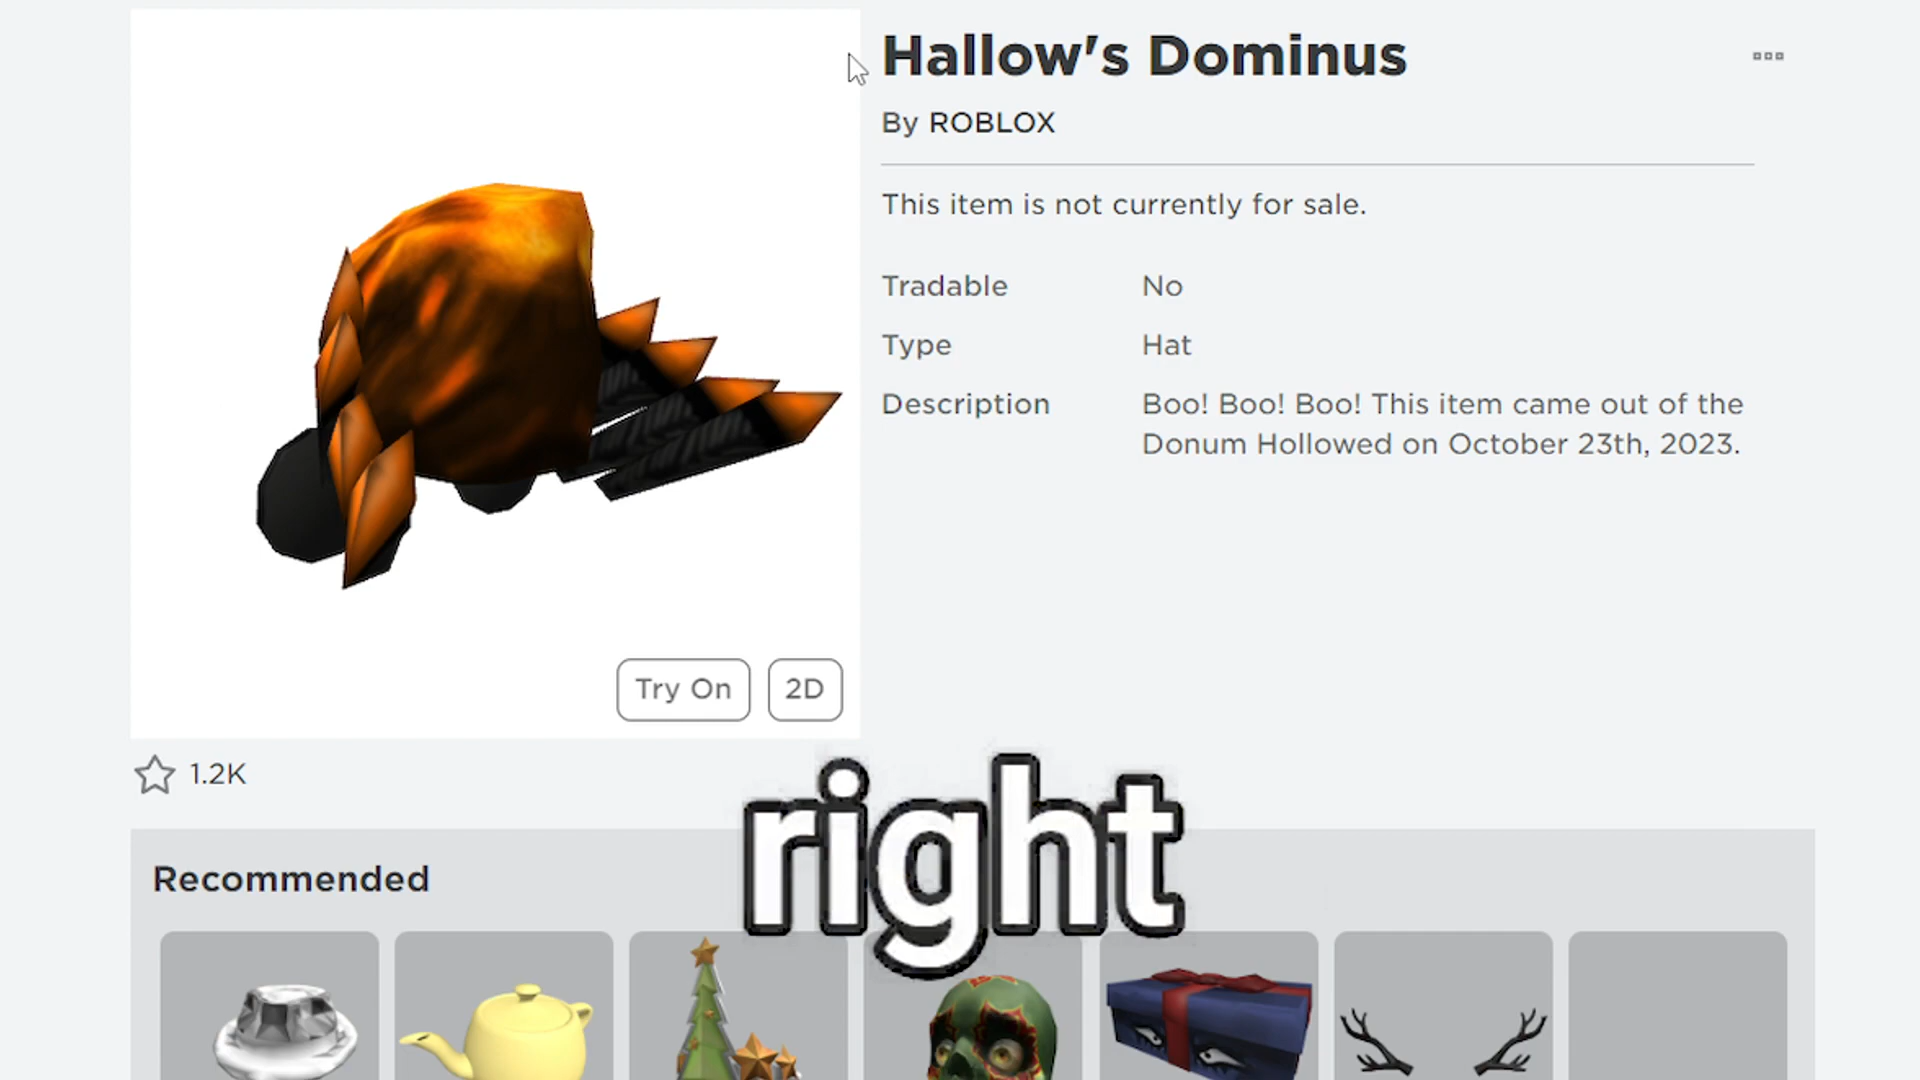 Hallow's Dominus
By ROBLOX
This item is not currently for sale.
Tradable No
Type Hat
Description Boo! Boo! Boo! This item came out of the
Donum Hollowed on October 23th, 2023.
Try On 2D
1.2K
right
Recommended